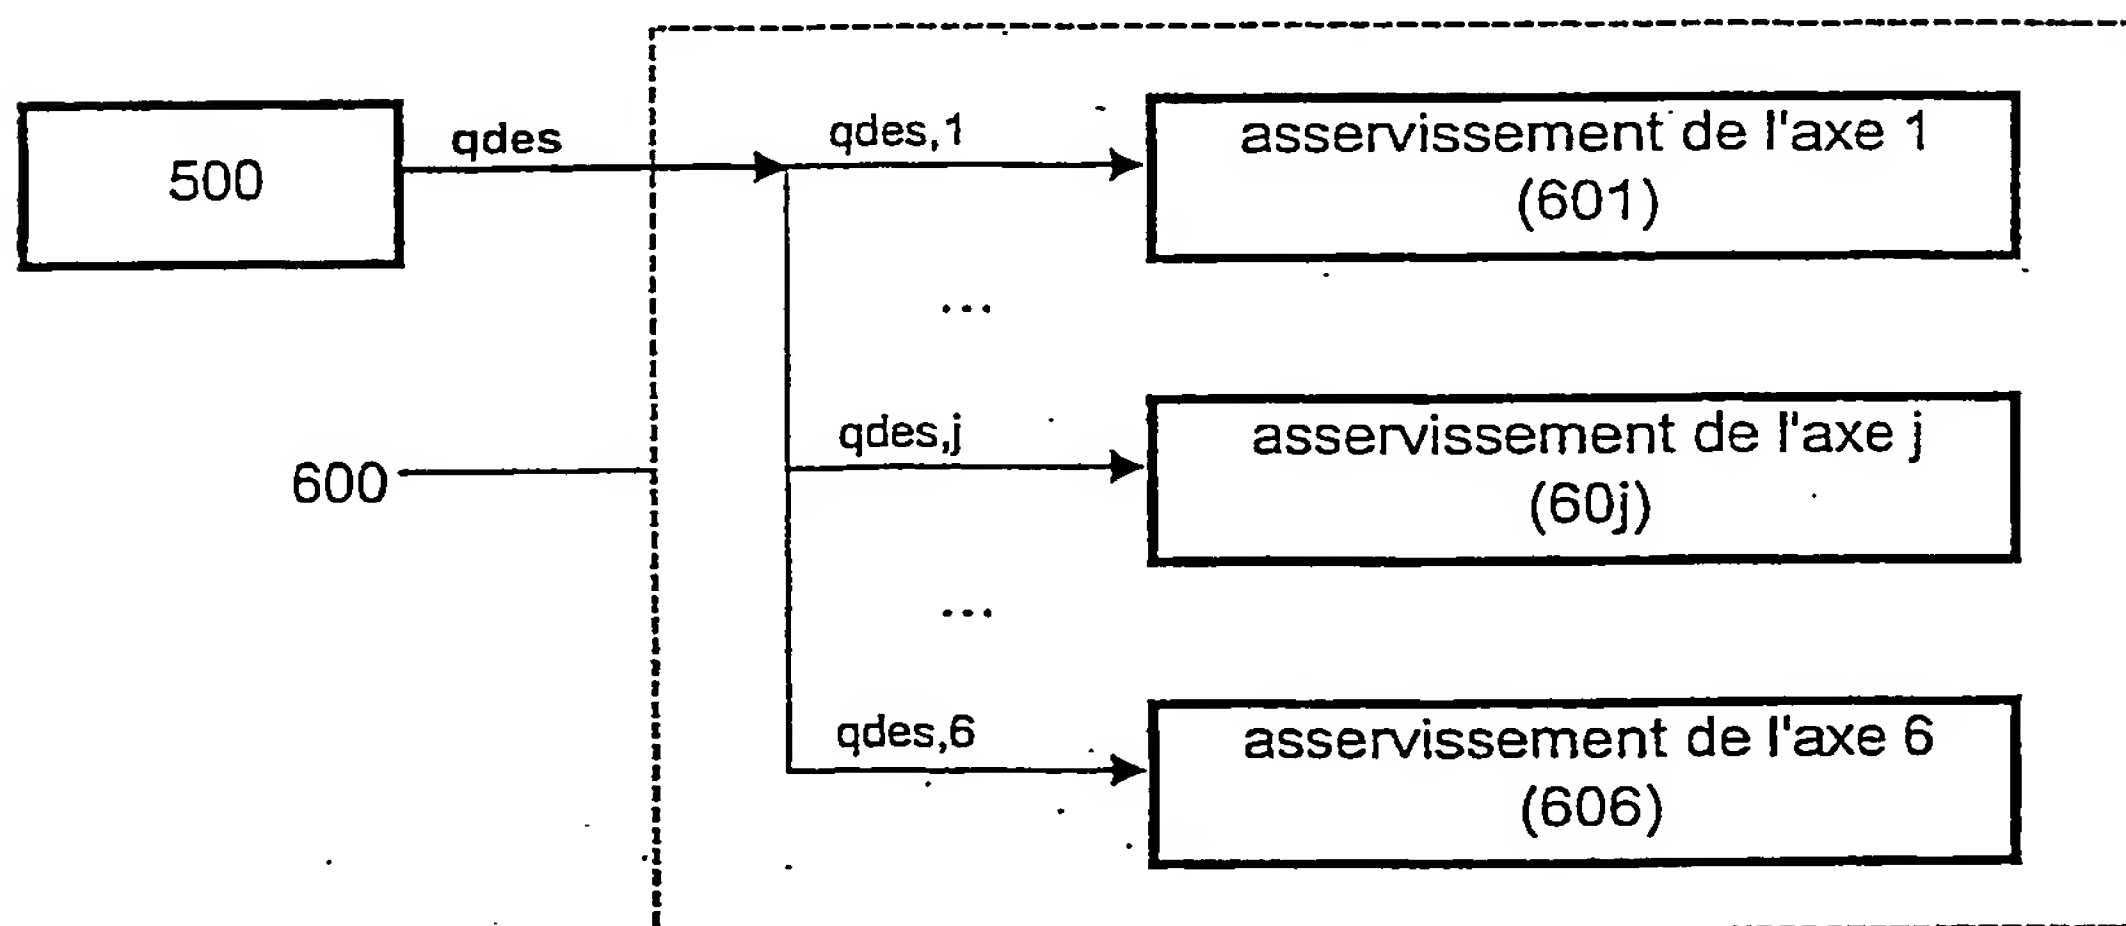 500
qdes
qdes,1
asservissement de l'axe 1
(601)
...
600
qdes,j
asservissement de l'axe j
(60j)
...
qdes,6
asservissement de l'axe 6
(606)